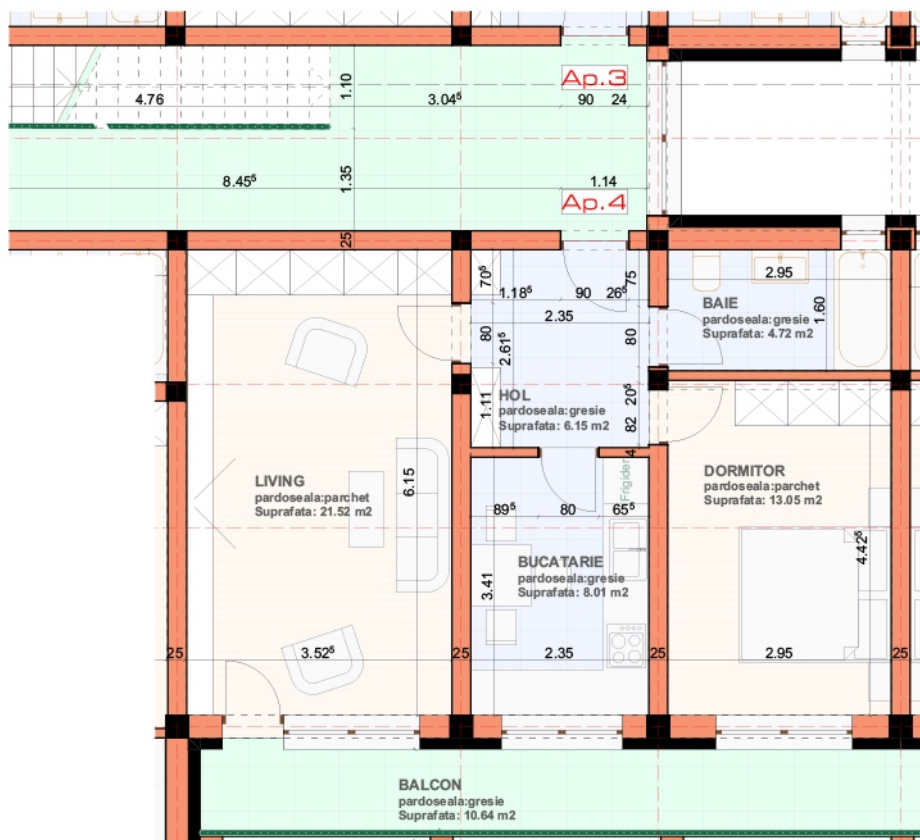 Ap.3
1.10
4.76
3.04⁵
90
24
8.45⁵
1.35
1.14
Ap.4
25
70⁵
75
1.18⁵
90
26⁵
2.35
80
2.61⁵
80
2.95
1.60
BAIE
pardoseala:gresie
Suprafata: 4.72 m2
1.11
20⁵
82
4
HOL
pardoseala:gresie
Suprafata: 6.15 m2
LIVING
pardoseala:parchet
Suprafata: 21.52 m2
6.15
Frigider
DORMITOR
pardoseala:parchet
Suprafata: 13.05 m2
89⁵
80
65⁵
4.42⁵
BUCATARIE
pardoseala:gresie
Suprafata: 8.01 m2
3.41
25
3.52⁵
25
2.35
25
2.95
25
BALCON
pardoseala:gresie
Suprafata: 10.64 m2